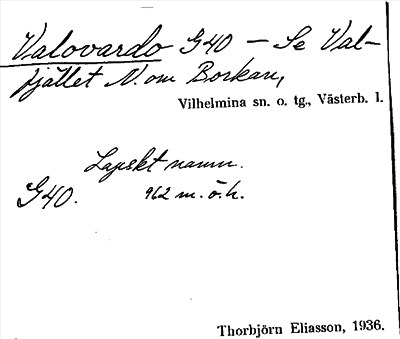 Valovardo G40 – Se Val-
fjället N. om Borkan,
Vilhelmina sn. o. tg., Västerb. l.
Lapskt namn.
G40. 962 m. ö. h.
Thorbjörn Eliasson, 1936.